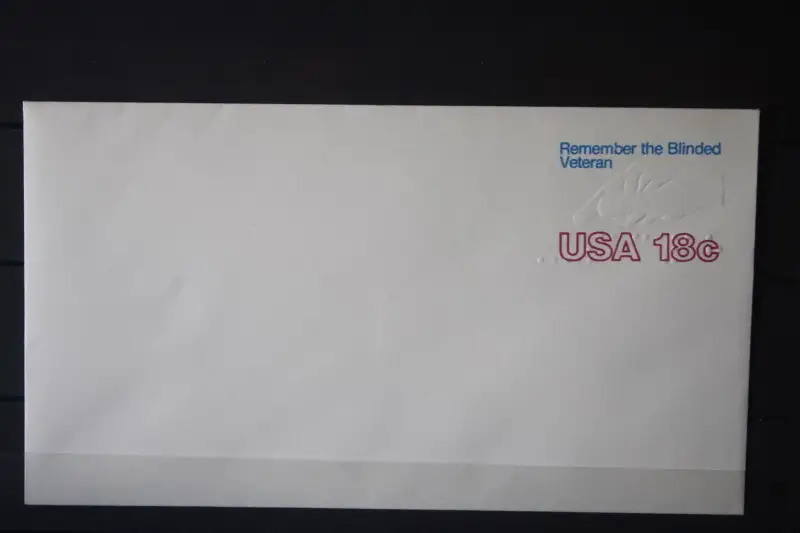 Remember the Blinded
Veteran
USA 18c